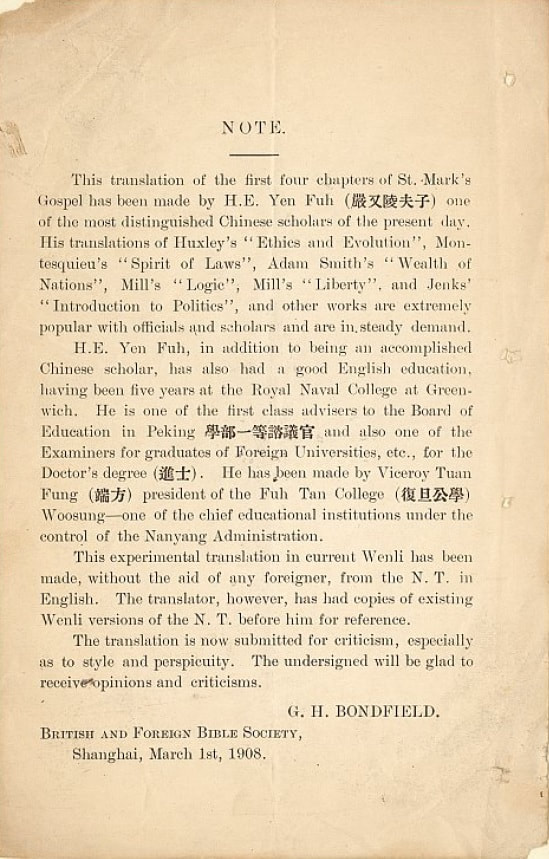 NOTE.
This translation of the first four chapters of St. Mark's
Gospel has been made by H.E. Yen Fuh (嚴又陵夫子) one
of the most distinguished Chinese scholars of the present day.
His translations of Huxley's "Ethics and Evolution", Mon-
tesquieu's "Spirit of Laws", Adam Smith's "Wealth of
Nations", Mill's "Logic", Mill's "Liberty". and Jenks'
"Introduction to Politics", and other works are extremely
popular with officials and scholars and are in steady demand.
H.E. Yen Fuh, in addition to being an accomplished
Chinese scholar, has also had a good English education,
having been five years at the Royal Naval College at Green-
wich. He is one of the first class advisers to the Board of
Education in Peking 學部一等諮議官 and also one of the
Examiners for graduates of Foreign Universities, etc., for the
Doctor's degree (進士). He has been made by Viceroy Tuan
Fung (端方) president of the Fuh Tan College (復旦公學)
Woosung—one of the chief educational institutions under the
control of the Nanyang Administration.
This experimental translation in current Wenli has been
made, without the aid of any foreigner, from the N. T. in
English. The translator, however, has had copies of existing
Wenli versions of the N. T. before him for reference.
The translation is now submitted for criticism, especially
as to style and perspicuity. The undersigned will be glad to
receive opinions and criticisms.
G. H. BONDFIELD.
British and Foreign Bible Society,
Shanghai, March 1st, 1908.